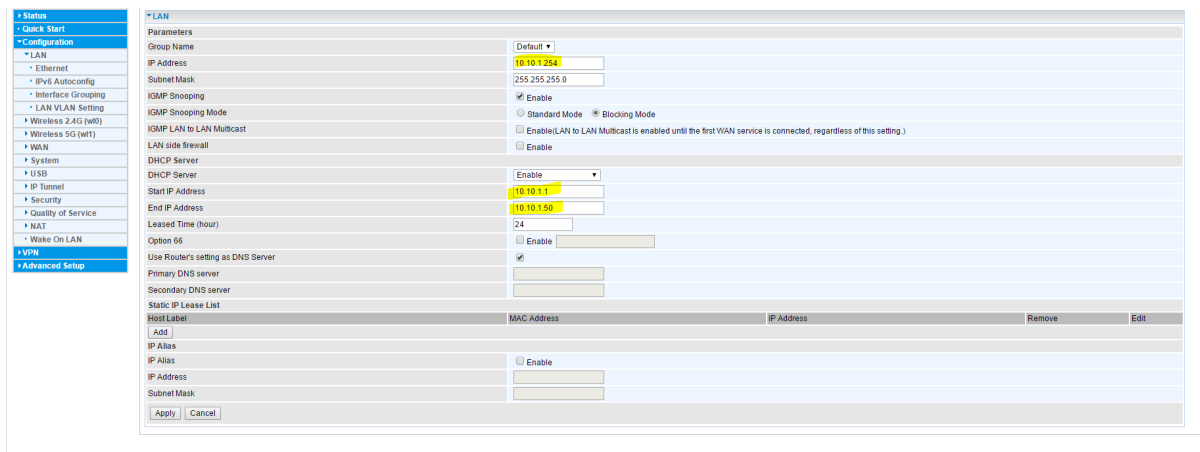 Status
Quick Start
Configuration
LAN
Ethernet
IPv6 Autoconfig
Interface Grouping
LAN VLAN Setting
Wireless 2.4G (wl0)
Wireless 5G (wl1)
WAN
System
USB
IP Tunnel
Security
Quality of Service
NAT
Wake On LAN
VPN
Advanced Setup
LAN
Parameters
Group Name Default
IP Address 10.10.1.254
Subnet Mask 255.255.255.0
IGMP Snooping Enable
IGMP Snooping Mode Standard Mode Blocking Mode
IGMP LAN to LAN Multicast Enable(LAN to LAN Multicast is enabled until the first WAN service is connected, regardless of this setting.)
LAN side firewall Enable
DHCP Server
DHCP Server Enable
Start IP Address 10.10.1.1
End IP Address 10.10.1.50
Leased Time (hour) 24
Option 66 Enable
Use Router's setting as DNS Server
Primary DNS server
Secondary DNS server
Static IP Lease List
Host Label MAC Address IP Address Remove Edit
Add
IP Alias
IP Alias Enable
IP Address
Subnet Mask
Apply Cancel